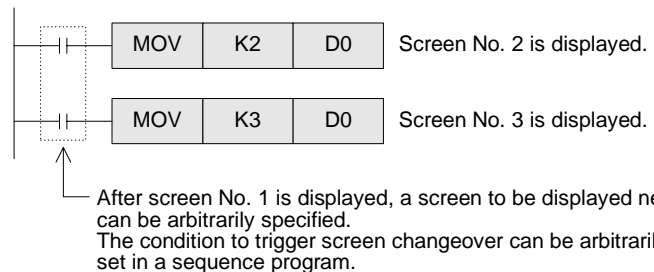 MOV K2 D0 Screen No. 2 is displayed.
MOV K3 D0 Screen No. 3 is displayed.
After screen No. 1 is displayed, a screen to be displayed
can be arbitrarily specified.
The condition to trigger screen changeover can be
set in a sequence program.